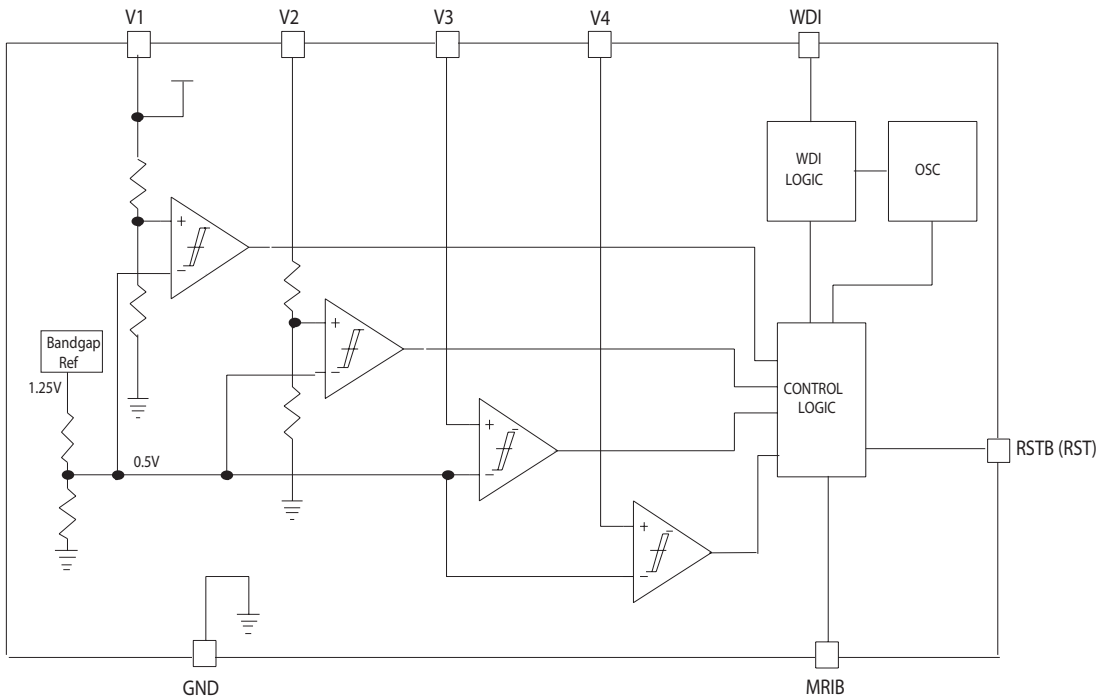 V1
V2
V3
V4
WDI
WDI
LOGIC
OSC
+
−
+
−
Bandgap
Ref
1.25V
CONTROL
LOGIC
+
−
0.5V
RSTB (RST)
+
−
GND
MRIB